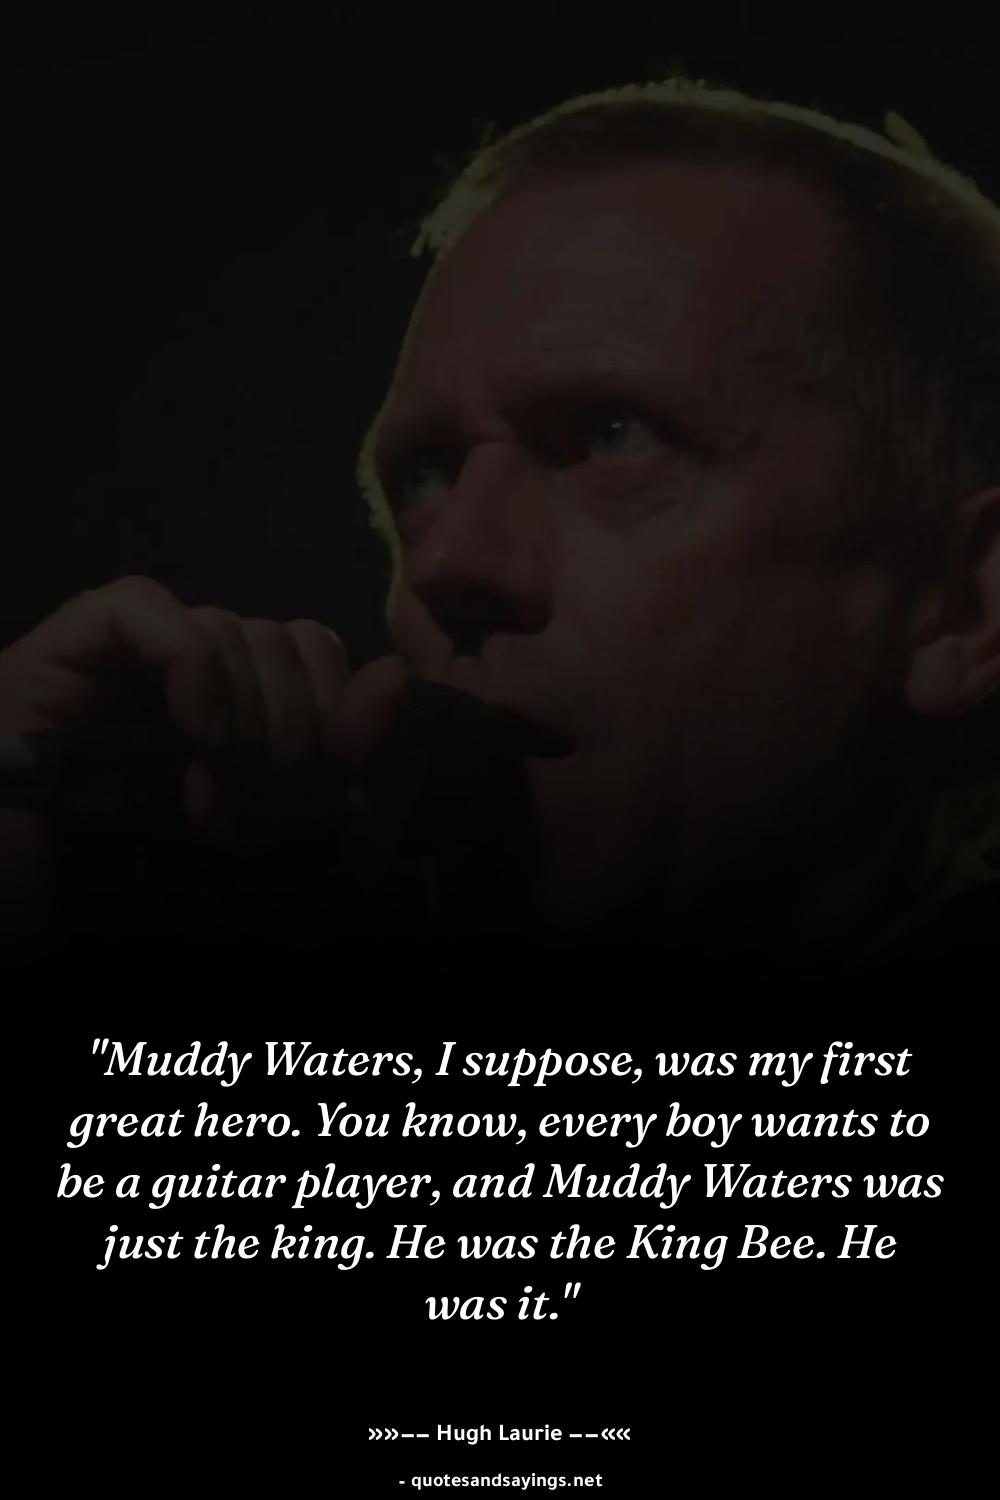 "Muddy Waters, I suppose, was my first
great hero. You know, every boy wants to
be a guitar player, and Muddy Waters was
just the king. He was the King Bee. He
was it."
»»–– Hugh Laurie ––««
- quotesandsayings.net